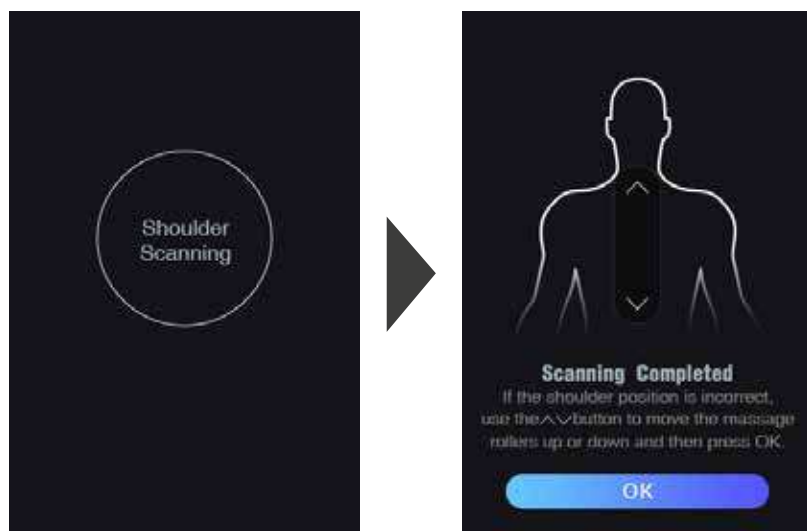 Shoulder
Scanning
Scanning Completed
If the shoulder position is incorrect,
use the ∧∨ button to move the massage
rollers up or down and then press OK.
OK